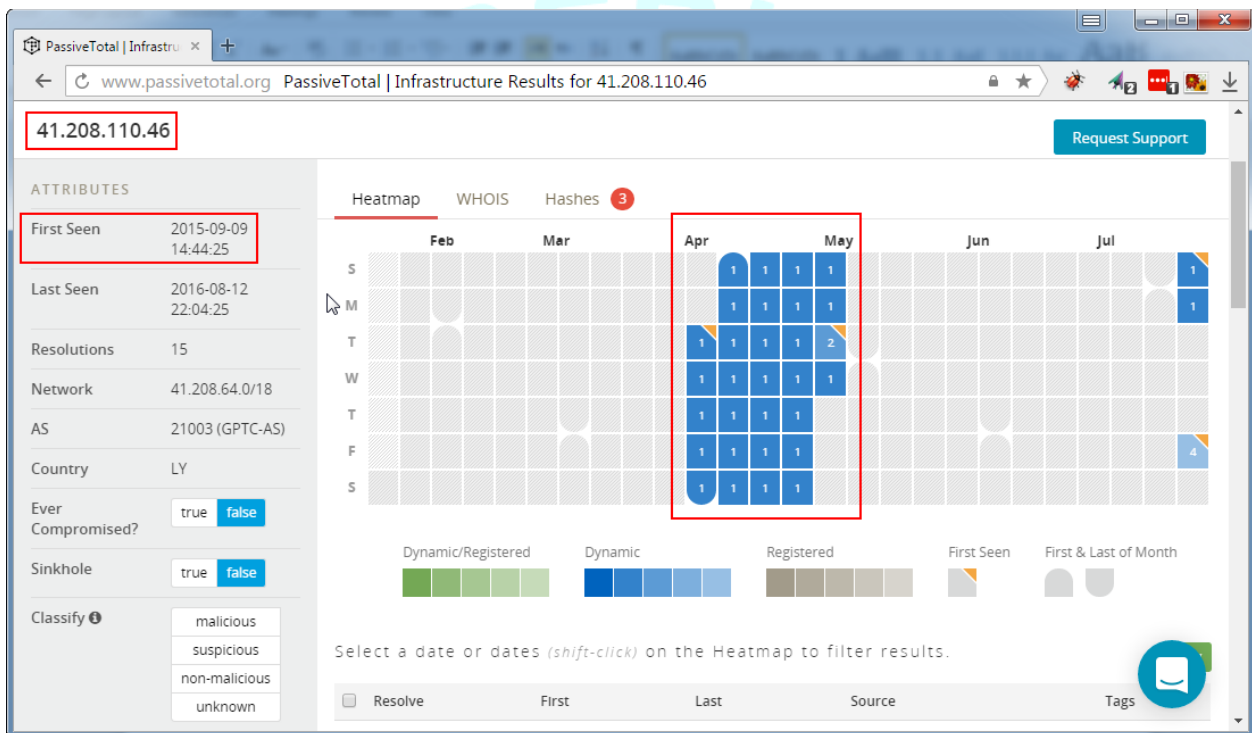 PassiveTotal | Infrastru
www.passivetotal.org PassiveTotal | Infrastructure Results for 41.208.110.46
2
1
41.208.110.46
Request Support
ATTRIBUTES
First Seen 2015-09-09 14:44:25
Last Seen 2016-08-12 22:04:25
Resolutions 15
Network 41.208.64.0/18
AS 21003 (GPTC-AS)
Country LY
Ever Compromised? true false
Sinkhole true false
Classify
malicious
suspicious
non-malicious
unknown
Heatmap WHOIS Hashes 3
Feb Mar Apr May Jun Jul
S 1 1 1 1 1
M 1 1 1 1 1
T 1 1 1 1 2
W 1 1 1 1 1
T 1 1 1 1
F 1 1 1 1 4
S 1 1 1 1
Dynamic/Registered Dynamic Registered First Seen First & Last of Month
Select a date or dates (shift-click) on the Heatmap to filter results.
Resolve First Last Source Tags